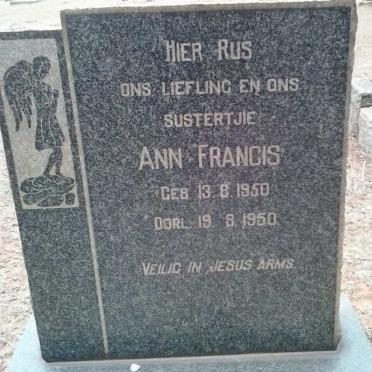 HIER RUS
ONS LIEFLING EN ONS
SUSTERTJIE
ANN FRANCIS
GEB. 13. 8. 1950
OORL. 19. 8. 1950
VEILIG IN JESUS ARMS.